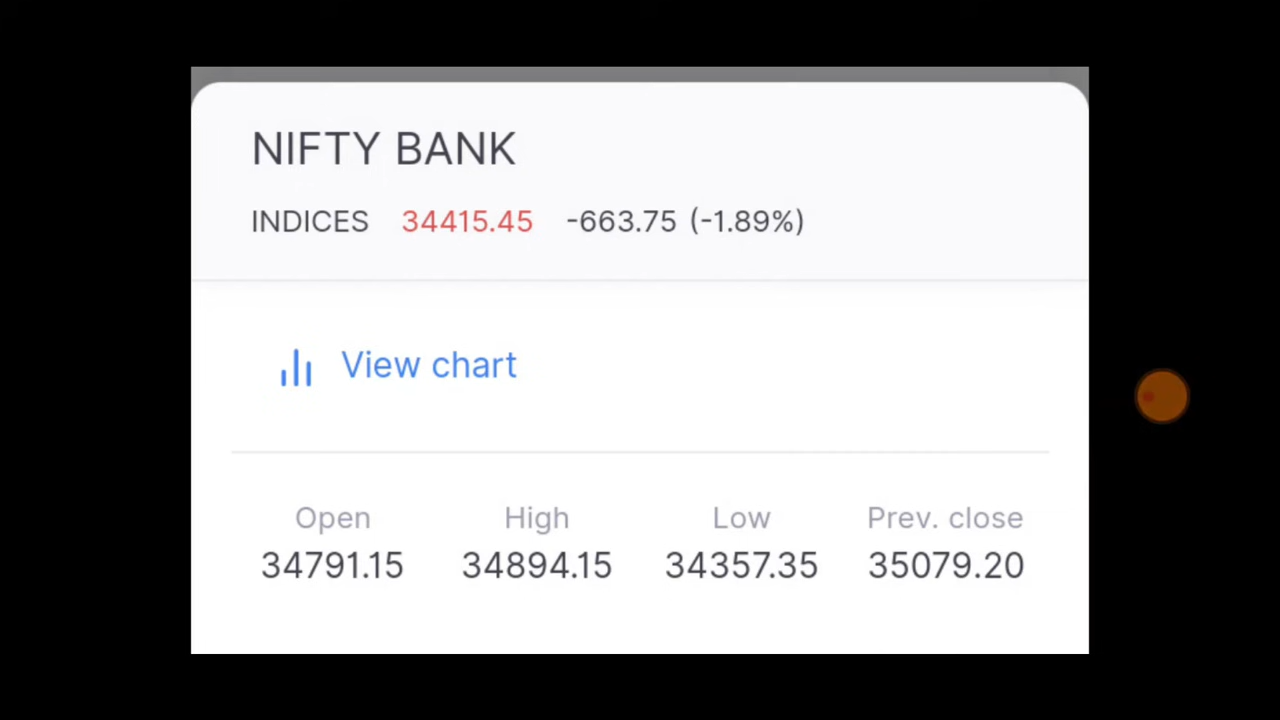 NIFTY BANK
INDICES 34415.45 -663.75 (-1.89%)
View chart
Open High Low Prev. close
34791.15 34894.15 34357.35 35079.20